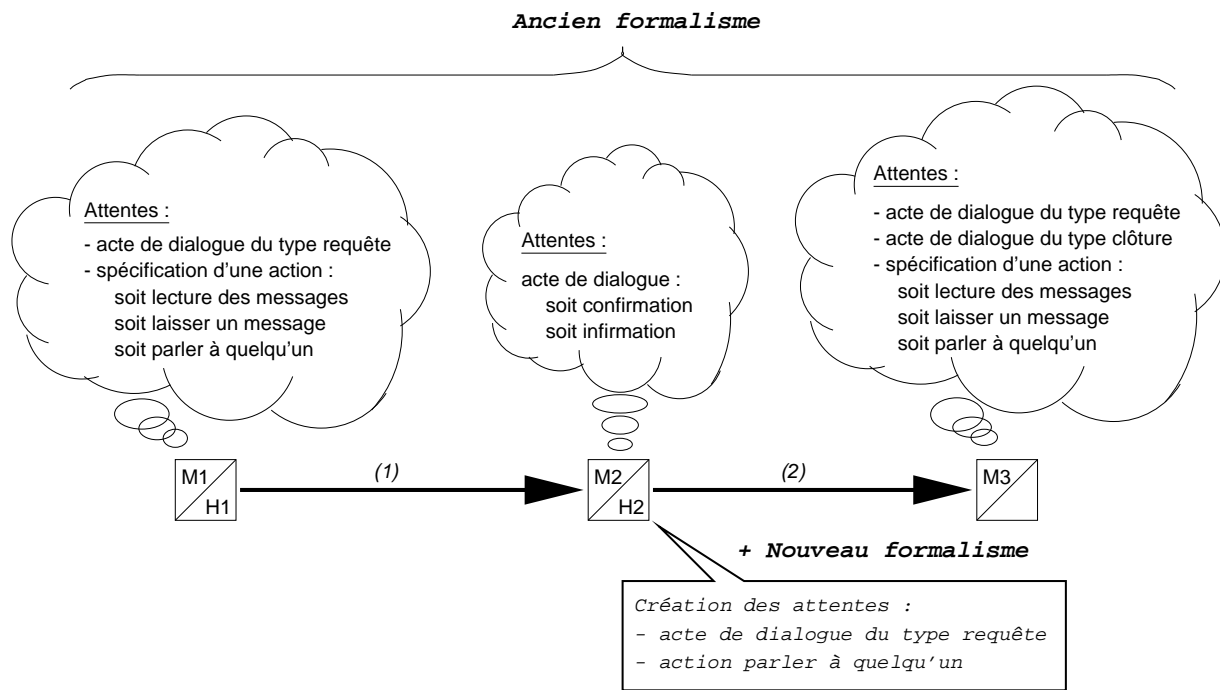 Ancien formalisme
Attentes :
- acte de dialogue du type requête
- spécification d'une action :
soit lecture des messages
soit laisser un message
soit parler à quelqu'un
Attentes :
acte de dialogue :
soit confirmation
soit infirmation
Attentes :
- acte de dialogue du type requête
- acte de dialogue du type clôture
- spécification d'une action :
soit lecture des messages
soit laisser un message
soit parler à quelqu'un
M1
H1
(1)
M2
H2
(2)
M3
+ Nouveau formalisme
Création des attentes :
- acte de dialogue du type requête
- action parler à quelqu'un